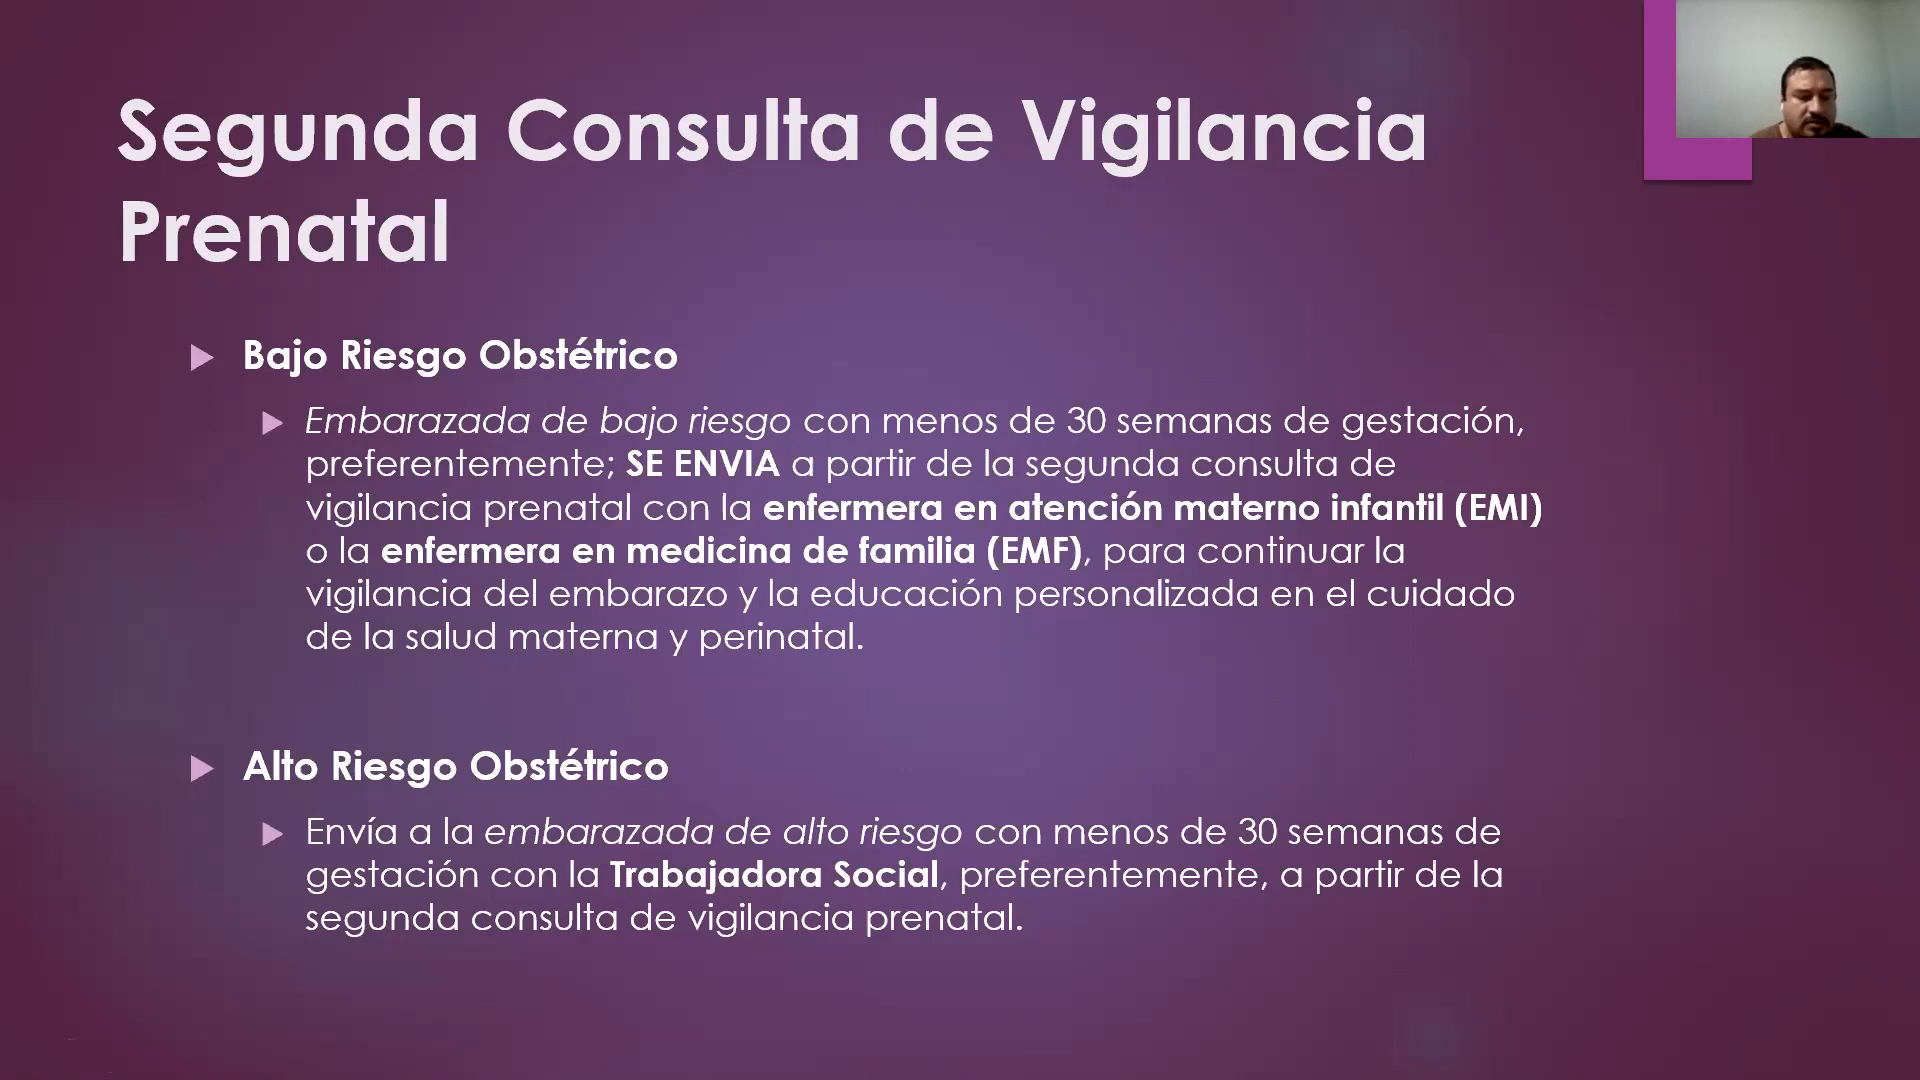 Segunda Consulta de Vigilancia
Prenatal
Bajo Riesgo Obstétrico
Embarazada de bajo riesgo con menos de 30 semanas de gestación,
preferentemente; SE ENVIA a partir de la segunda consulta de
vigilancia prenatal con la enfermera en atención materno infantil (EMI)
o la enfermera en medicina de familia (EMF), para continuar la
vigilancia del embarazo y la educación personalizada en el cuidado
de la salud materna y perinatal.
Alto Riesgo Obstétrico
Envía a la embarazada de alto riesgo con menos de 30 semanas de
gestación con la Trabajadora Social, preferentemente, a partir de la
segunda consulta de vigilancia prenatal.